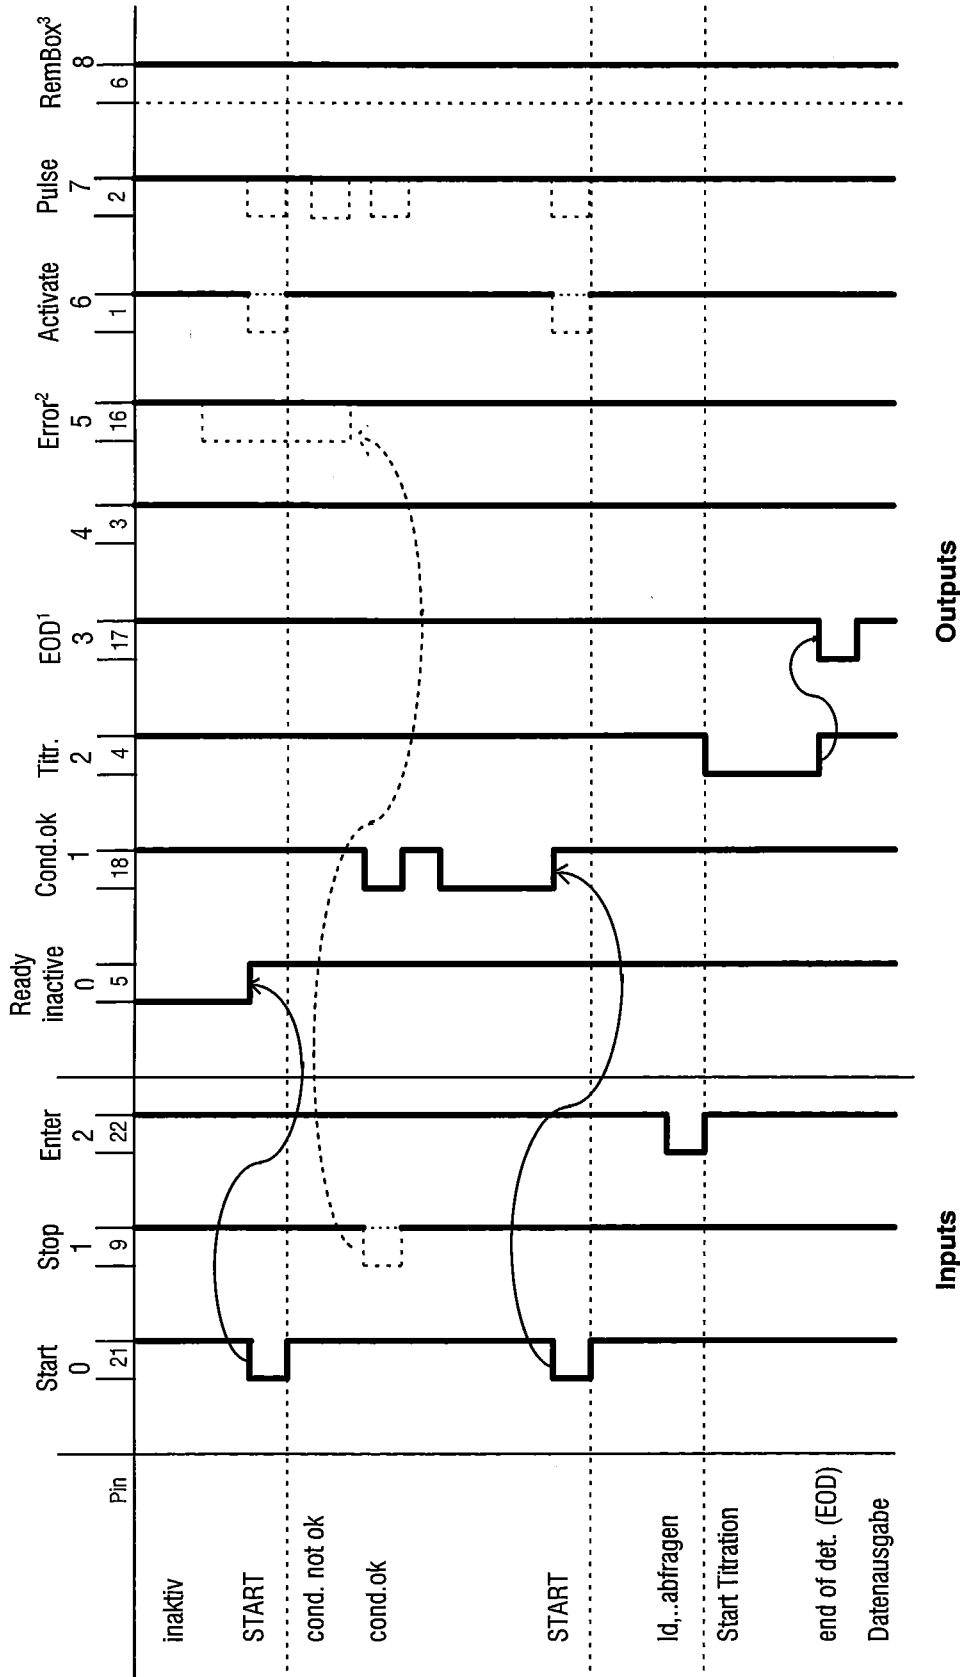 Ready
Start
Stop
Enter
inactive
Cond.ok
Titr.
EOD¹
Error²
Activate
Pulse
RemBox³
0
1
2
0
1
2
3
4
5
6
7
8
Pin
21
9
22
5
18
4
17
3
16
1
2
6
inaktiv
START
cond. not ok
cond.ok
START
Id,..abfragen
Start Titration
end of det. (EOD)
Datenausgabe
Inputs
Outputs